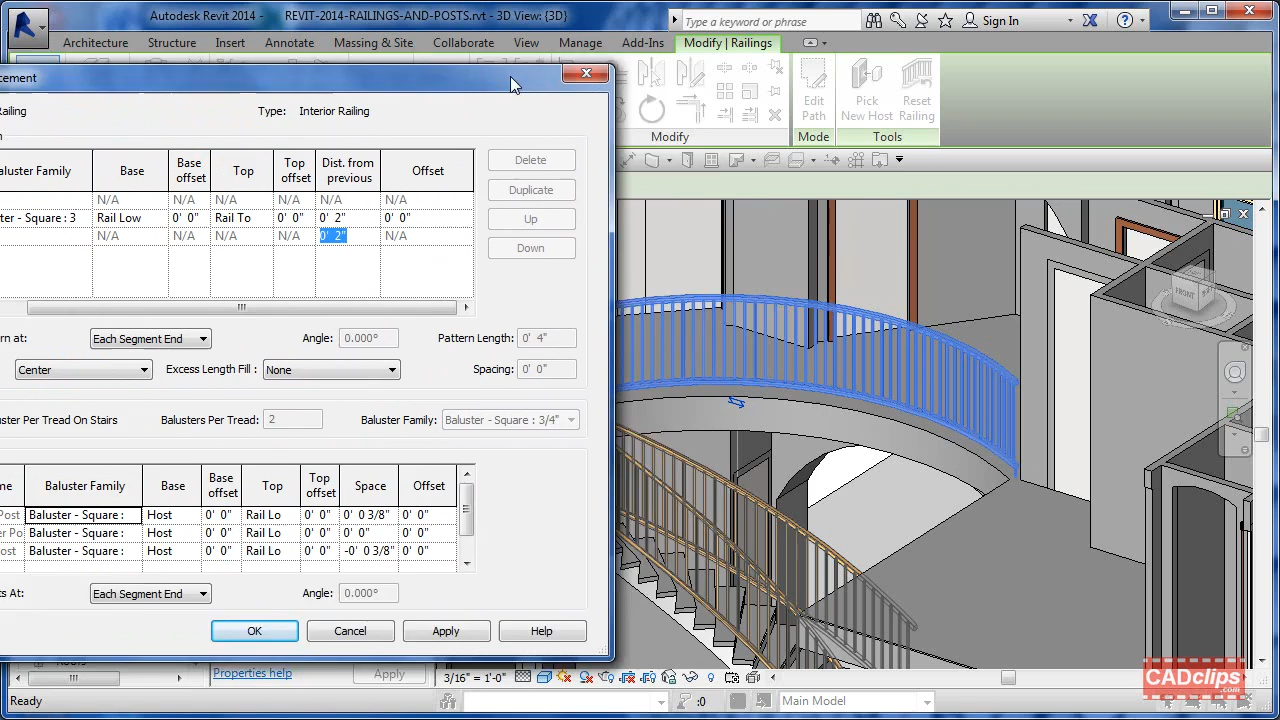 Autodesk Revit 2014 - REVIT-2014-RAILINGS-AND-POSTS.rvt - 3D View: {3D}
Type a keyword or phrase
Sign In
Architecture Structure Insert Annotate Massing & Site Collaborate View Manage Add-Ins Modify | Railings
cement
Edit Path
Pick New Host
Reset Railing
Modify Mode Tools
Type: Interior Railing
aluster Family Base Base offset Top Top offset Dist. from previous Offset
N/A N/A N/A N/A N/A N/A
ter - Square : 3 Rail Low 0' 0" Rail To 0' 0" 0' 2" 0' 0"
N/A N/A N/A N/A 0' 2" N/A
Delete
Duplicate
Up
Down
rn at: Each Segment End Angle: 0.000° Pattern Length: 0' 4"
Center Excess Length Fill : None Spacing: 0' 0"
Baluster Per Tread On Stairs Balusters Per Tread: 2 Baluster Family: Baluster - Square : 3/4"
me Baluster Family Base Base offset Top Top offset Space Offset
Post Baluster - Square : Host 0' 0" Rail Lo 0' 0" 0' 0 3/8" 0' 0"
r Po Baluster - Square : Host 0' 0" Rail Lo 0' 0" 0' 0" 0' 0"
ost Baluster - Square : Host 0' 0" Rail Lo 0' 0" -0' 0 3/8" 0' 0"
ts At: Each Segment End Angle: 0.000°
OK Cancel Apply Help
FRONT
Properties help Apply
3/16" = 1'-0"
Ready :0 Main Model
CADclips
.com